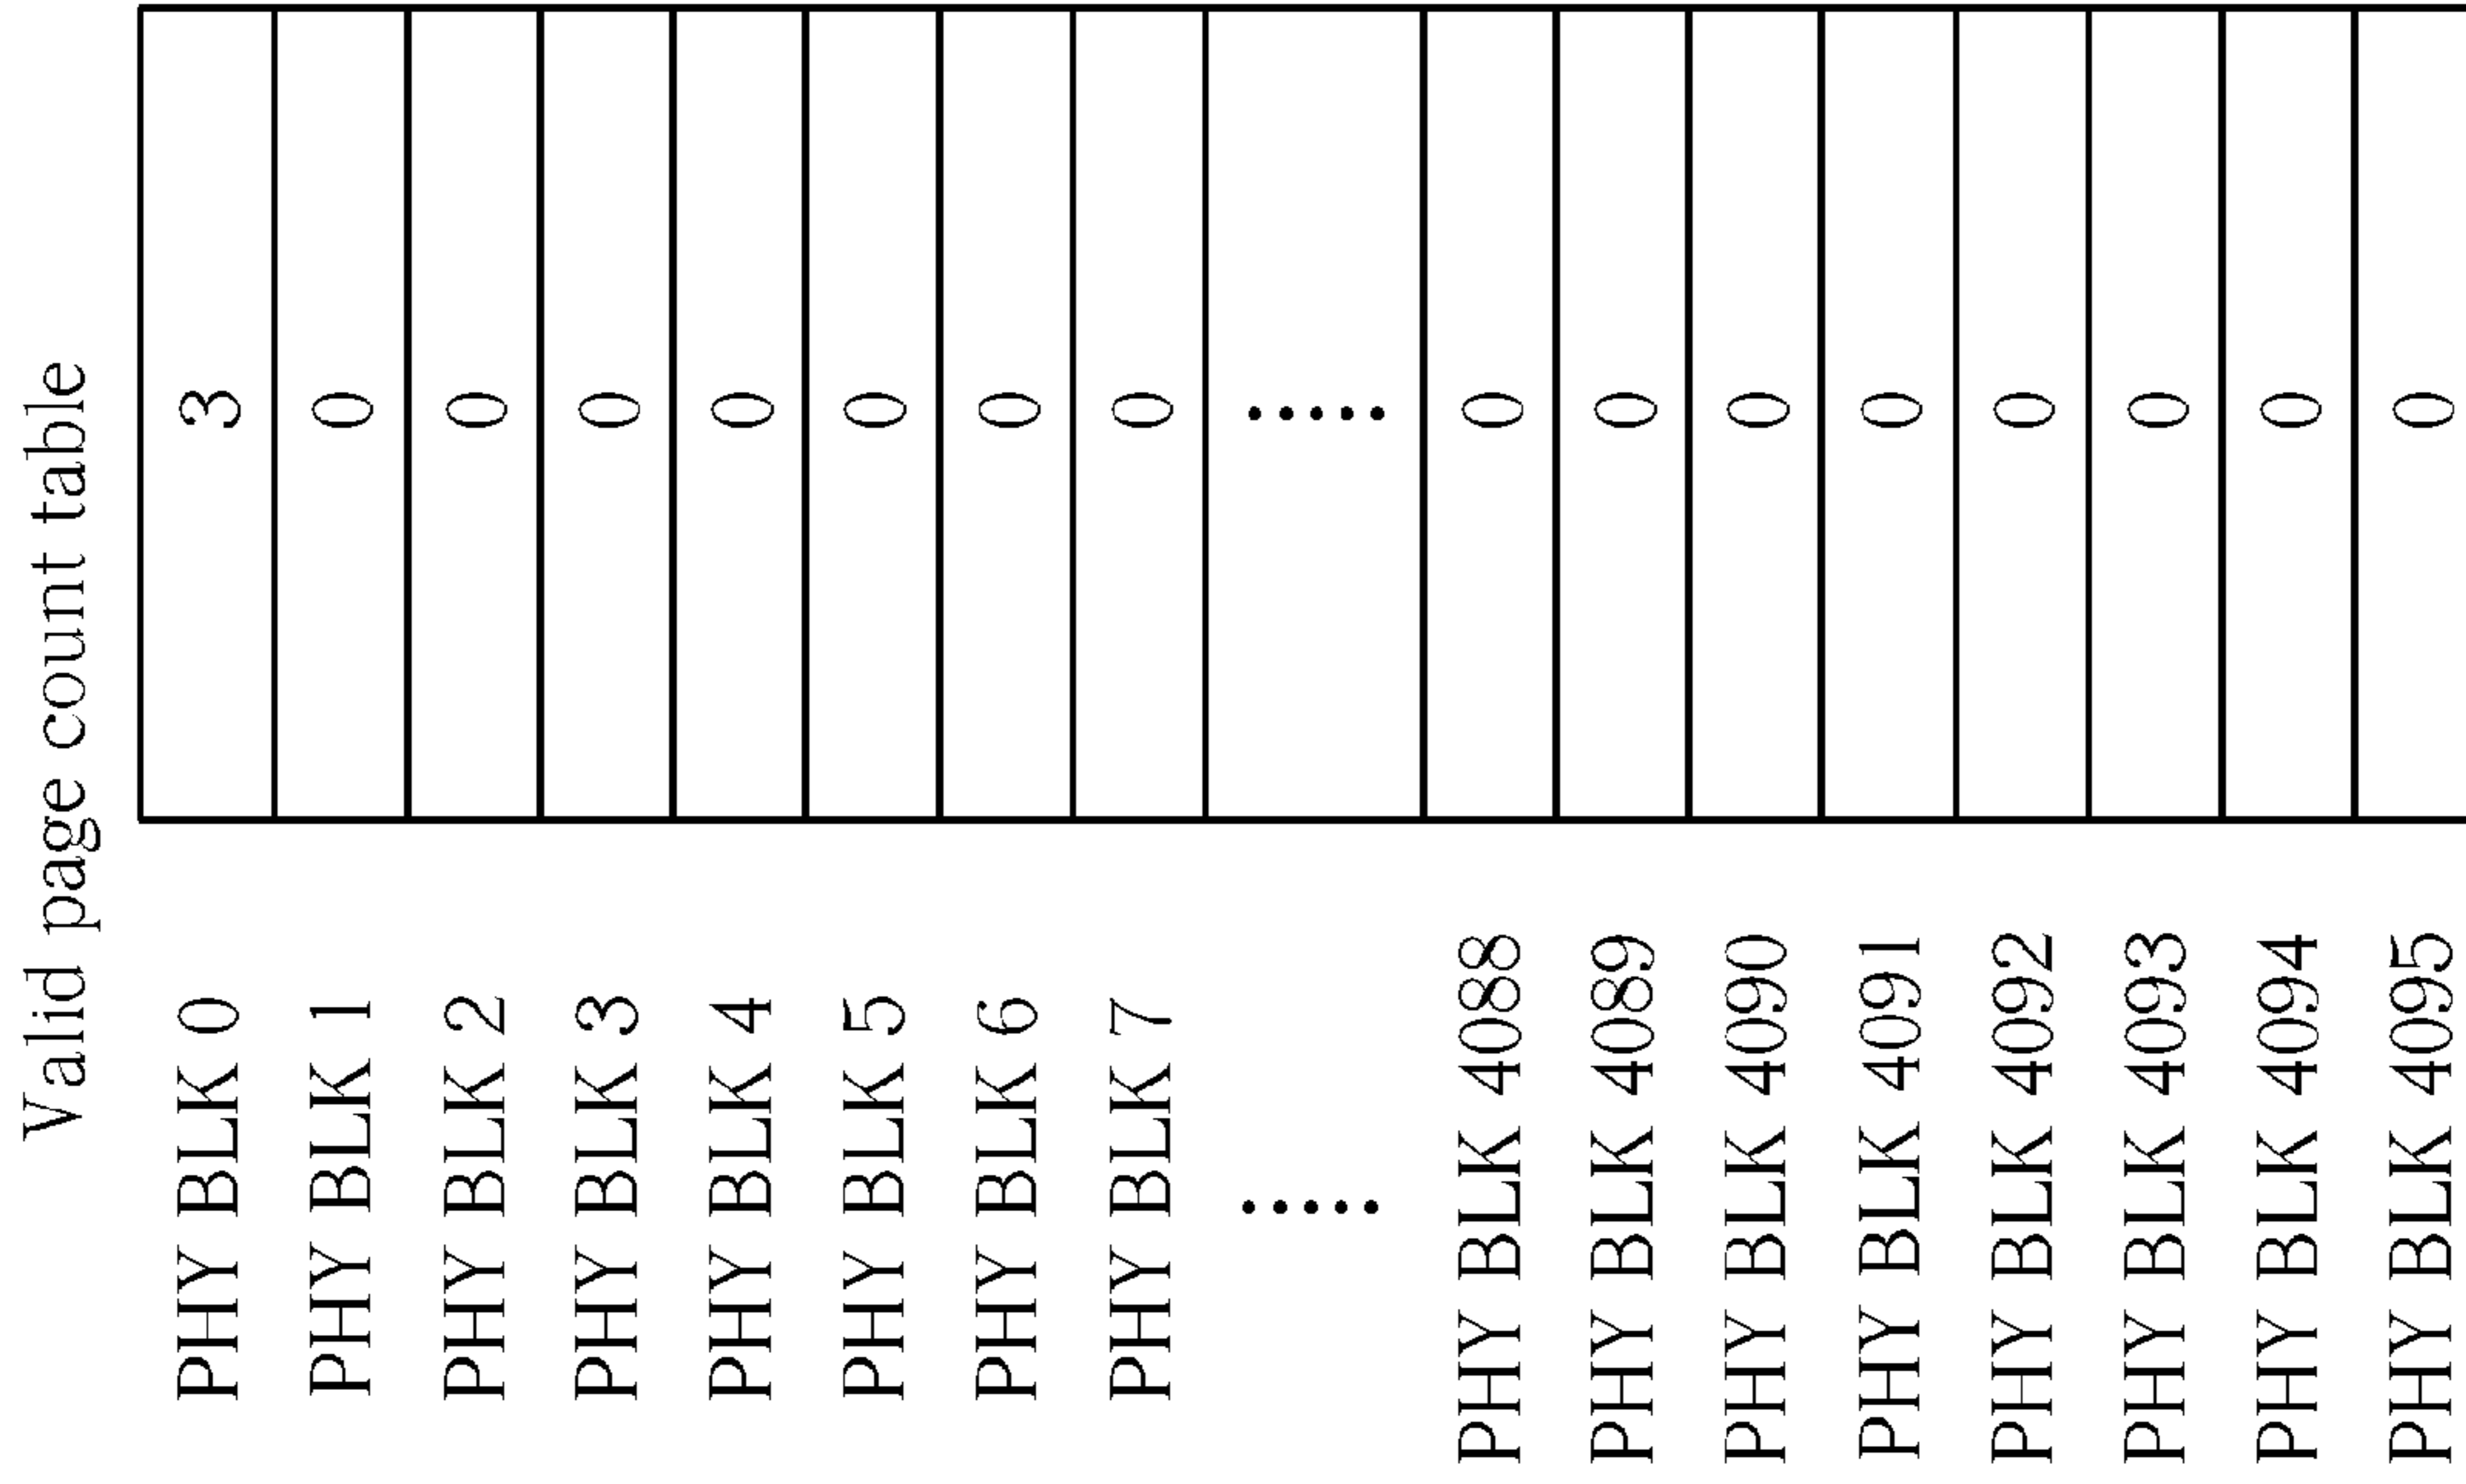 Valid page count table
PHY BLK 0 3
PHY BLK 1 0
PHY BLK 2 0
PHY BLK 3 0
PHY BLK 4 0
PHY BLK 5 0
PHY BLK 6 0
PHY BLK 7 0
..... .....
PHY BLK 4088 0
PHY BLK 4089 0
PHY BLK 4090 0
PHY BLK 4091 0
PHY BLK 4092 0
PHY BLK 4093 0
PHY BLK 4094 0
PHY BLK 4095 0